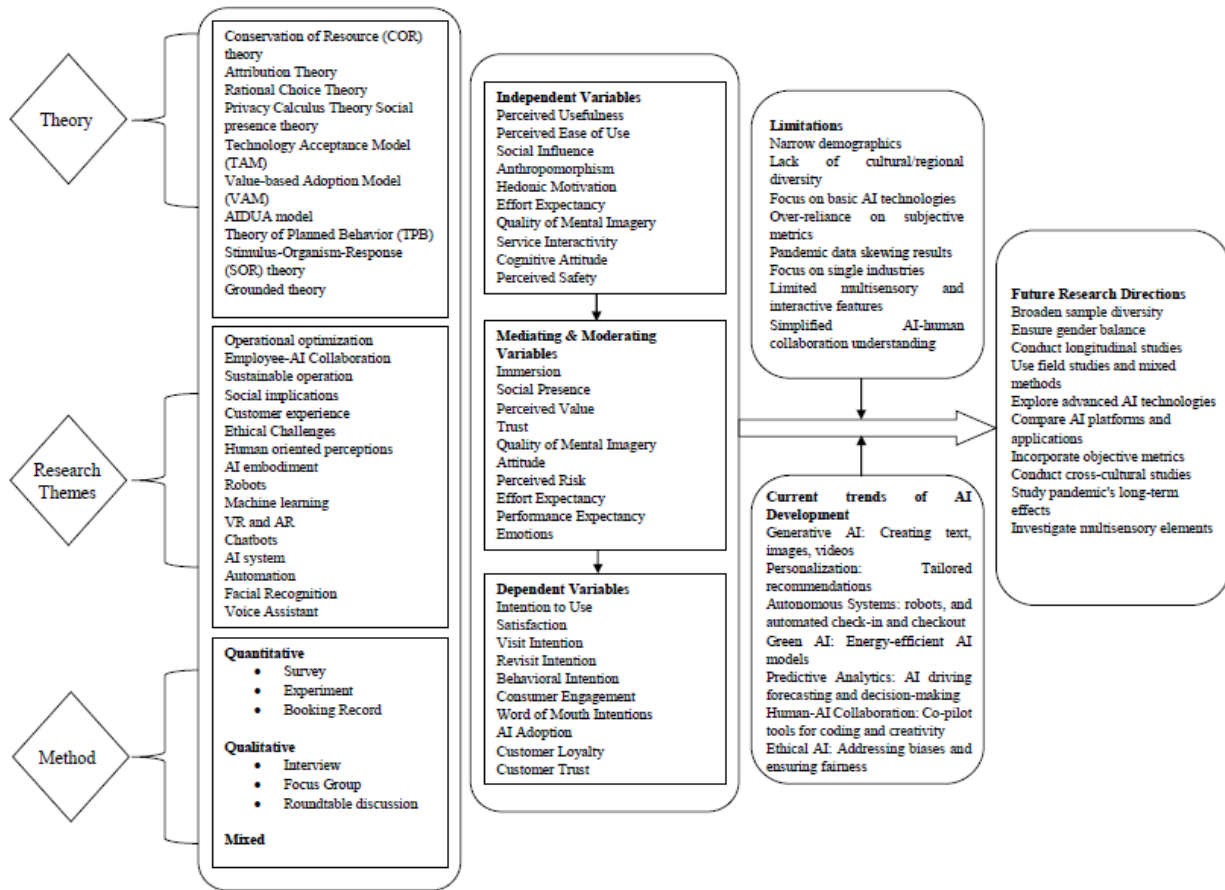 Theory
Conservation of Resource (COR)
theory
Attribution Theory
Rational Choice Theory
Privacy Calculus Theory Social
presence theory
Technology Acceptance Model
(TAM)
Value-based Adoption Model
(VAM)
AIDUA model
Theory of Planned Behavior (TPB)
Stimulus-Organism-Response
(SOR) theory
Grounded theory
Research
Themes
Operational optimization
Employee-AI Collaboration
Sustainable operation
Social implications
Customer experience
Ethical Challenges
Human oriented perceptions
AI embodiment
Robots
Machine learning
VR and AR
Chatbots
AI system
Automation
Facial Recognition
Voice Assistant
Method
Quantitative
• Survey
• Experiment
• Booking Record
Qualitative
• Interview
• Focus Group
• Roundtable discussion
Mixed
Independent Variables
Perceived Usefulness
Perceived Ease of Use
Social Influence
Anthropomorphism
Hedonic Motivation
Effort Expectancy
Quality of Mental Imagery
Service Interactivity
Cognitive Attitude
Perceived Safety
Mediating & Moderating
Variables
Immersion
Social Presence
Perceived Value
Trust
Quality of Mental Imagery
Attitude
Perceived Risk
Effort Expectancy
Performance Expectancy
Emotions
Dependent Variables
Intention to Use
Satisfaction
Visit Intention
Revisit Intention
Behavioral Intention
Consumer Engagement
Word of Mouth Intentions
AI Adoption
Customer Loyalty
Customer Trust
Limitations
Narrow demographics
Lack of cultural/regional
diversity
Focus on basic AI technologies
Over-reliance on subjective
metrics
Pandemic data skewing results
Focus on single industries
Limited multisensory and
interactive features
Simplified AI-human
collaboration understanding
Current trends of AI
Development
Generative AI: Creating text,
images, videos
Personalization: Tailored
recommendations
Autonomous Systems: robots, and
automated check-in and checkout
Green AI: Energy-efficient AI
models
Predictive Analytics: AI driving
forecasting and decision-making
Human-AI Collaboration: Co-pilot
tools for coding and creativity
Ethical AI: Addressing biases and
ensuring fairness
Future Research Directions
Broaden sample diversity
Ensure gender balance
Conduct longitudinal studies
Use field studies and mixed
methods
Explore advanced AI technologies
Compare AI platforms and
applications
Incorporate objective metrics
Conduct cross-cultural studies
Study pandemic's long-term
effects
Investigate multisensory elements